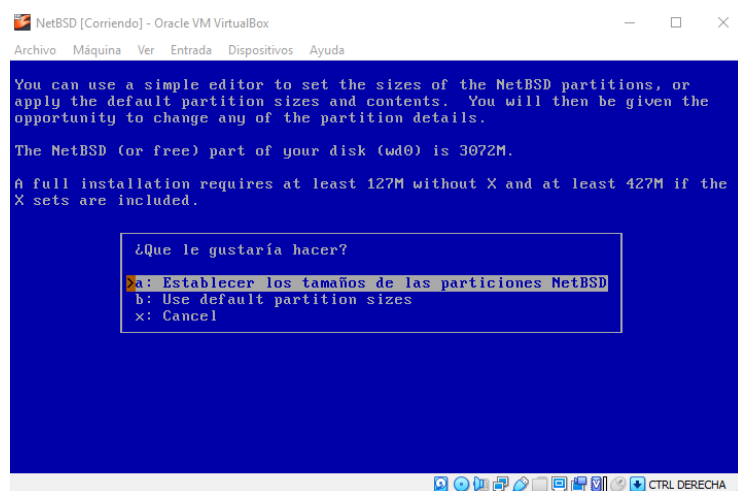 NetBSD [Corriendo] - Oracle VM VirtualBox
Archivo Máquina Ver Entrada Dispositivos Ayuda
You can use a simple editor to set the sizes of the NetBSD partitions, or
apply the default partition sizes and contents. You will then be given the
opportunity to change any of the partition details.
The NetBSD (or free) part of your disk (wd0) is 3072M.
A full installation requires at least 127M without X and at least 427M if the
X sets are included.
¿Que le gustaría hacer?
>a: Establecer los tamaños de las particiones NetBSD
b: Use default partition sizes
x: Cancel
CTRL DERECHA